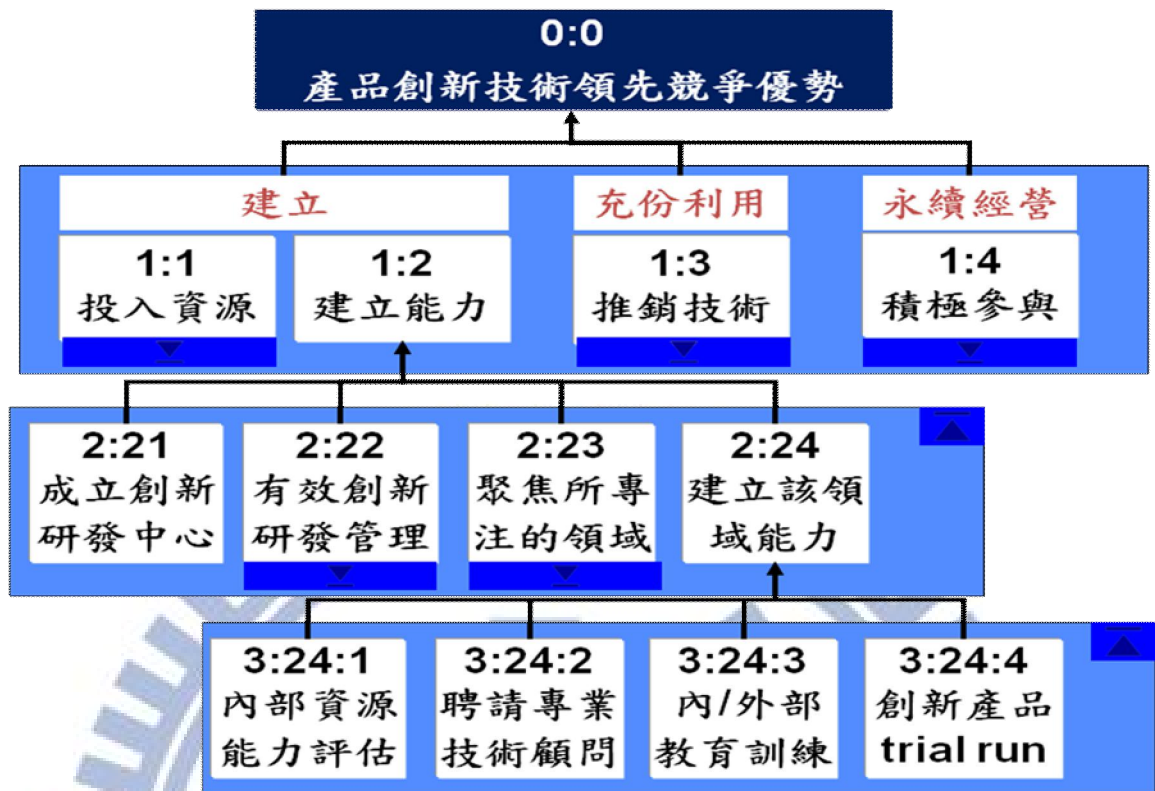 0:0
產品創新技術領先競爭優勢
建立
充份利用
永續經營
1:1
投入資源
1:2
建立能力
1:3
推銷技術
1:4
積極參與
2:21
成立創新
研發中心
2:22
有效創新
研發管理
2:23
聚焦所專
注的領域
2:24
建立該領
域能力
3:24:1
內部資源
能力評估
3:24:2
聘請專業
技術顧問
3:24:3
內/外部
教育訓練
3:24:4
創新產品
trial run